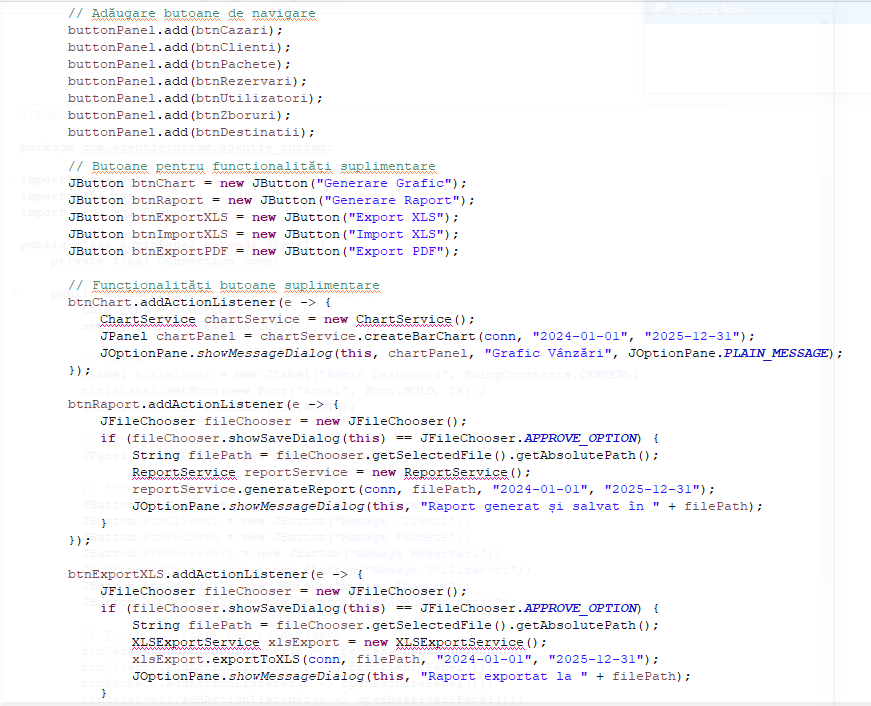 // Adăugare butoane de navigare
buttonPanel.add(btnCazari);
buttonPanel.add(btnClienti);
buttonPanel.add(btnPachete);
buttonPanel.add(btnRezervari);
buttonPanel.add(btnUtilizatori);
buttonPanel.add(btnZboruri);
buttonPanel.add(btnDestinatii);
// Butoane pentru funcționalități suplimentare
JButton btnChart = new JButton("Generare Grafic");
JButton btnRaport = new JButton("Generare Raport");
JButton btnExportXLS = new JButton("Export XLS");
JButton btnImportXLS = new JButton("Import XLS");
JButton btnExportPDF = new JButton("Export PDF");
// Funcționalități butoane suplimentare
btnChart.addActionListener(e -> {
ChartService chartService = new ChartService();
JPanel chartPanel = chartService.createBarChart(conn, "2024-01-01", "2025-12-31");
JOptionPane.showMessageDialog(this, chartPanel, "Grafic Vânzări", JOptionPane.PLAIN_MESSAGE);
});
btnRaport.addActionListener(e -> {
JFileChooser fileChooser = new JFileChooser();
if (fileChooser.showSaveDialog(this) == JFileChooser.APPROVE_OPTION) {
String filePath = fileChooser.getSelectedFile().getAbsolutePath();
ReportService reportService = new ReportService();
reportService.generateReport(conn, filePath, "2024-01-01", "2025-12-31");
JOptionPane.showMessageDialog(this, "Raport generat și salvat în " + filePath);
}
});
btnExportXLS.addActionListener(e -> {
JFileChooser fileChooser = new JFileChooser();
if (fileChooser.showSaveDialog(this) == JFileChooser.APPROVE_OPTION) {
String filePath = fileChooser.getSelectedFile().getAbsolutePath();
XLSExportService xlsExport = new XLSExportService();
xlsExport.exportToXLS(conn, filePath, "2024-01-01", "2025-12-31");
JOptionPane.showMessageDialog(this, "Raport exportat la " + filePath);
}